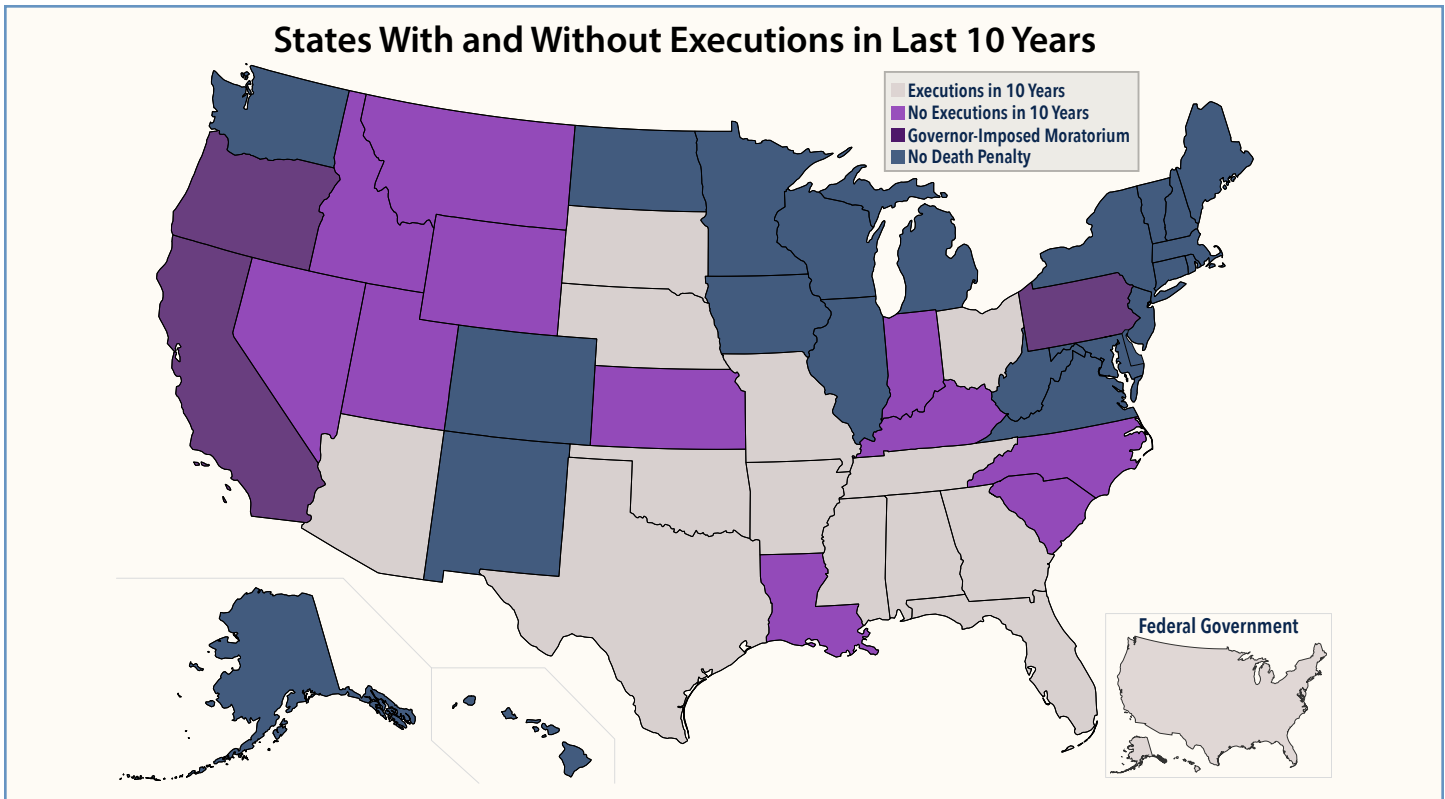 States With and Without Executions in Last 10 Years
Executions in 10 Years
No Executions in 10 Years
Governor-Imposed Moratorium
No Death Penalty
Federal Government